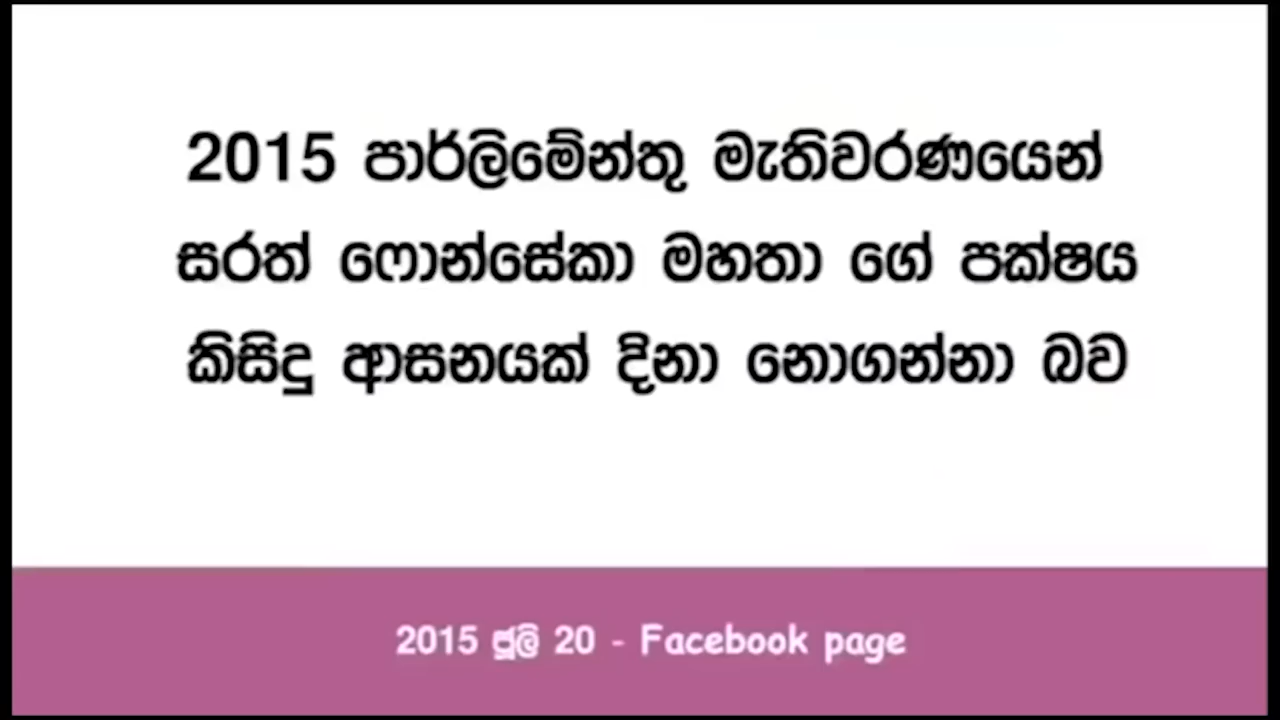 2015 පාර්ලිමේන්තු මැතිවරණයෙන්
සරත් ෆොන්සේකා මහතා ගේ පක්ෂය
කිසිදු ආසනයක් දිනා නොගන්නා බව
2015 ජූලි 20 - Facebook page